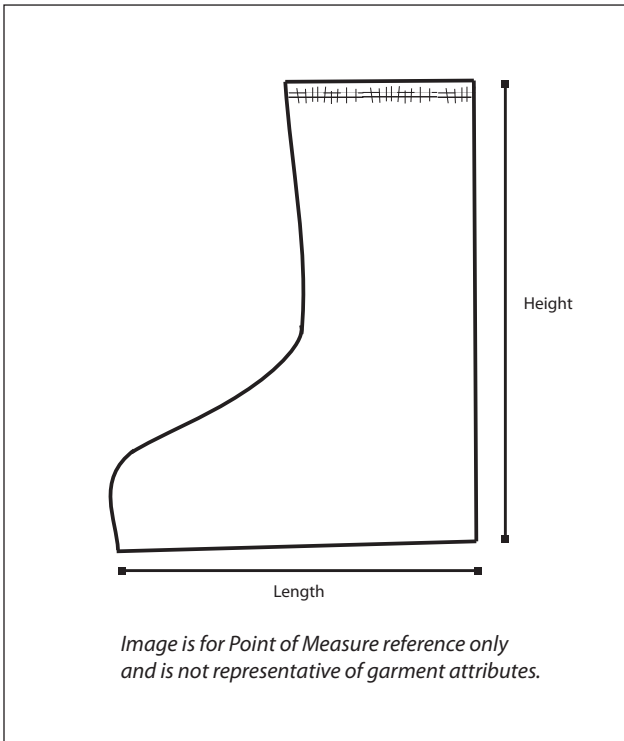 Height
Length
Image is for Point of Measure reference only
and is not representative of garment attributes.